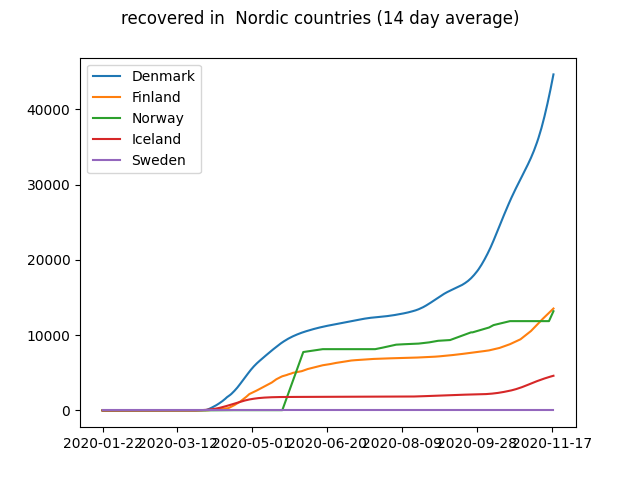 recovered in  Nordic countries (14 day average)
Denmark
Finland
Norway
Iceland
Sweden
40000
30000
20000
10000
0
2020-01-22 2020-03-12 2020-05-01 2020-06-20 2020-08-09 2020-09-28 2020-11-17